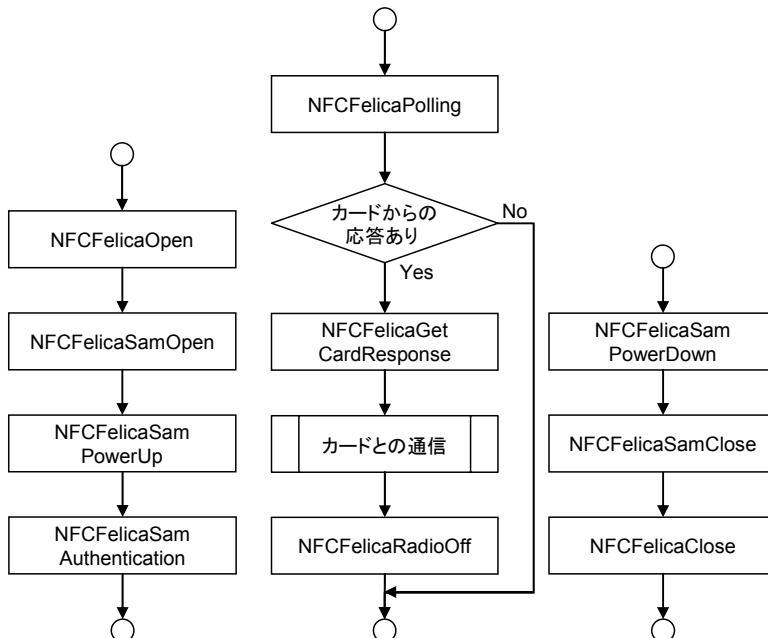 NFCFelicaOpen
NFCFelicaSamOpen
NFCFelicaSam
PowerUp
NFCFelicaSam
Authentication
NFCFelicaPolling
カードからの
応答あり
No
Yes
NFCFelicaGet
CardResponse
カードとの通信
NFCFelicaRadioOff
NFCFelicaSam
PowerDown
NFCFelicaSamClose
NFCFelicaClose